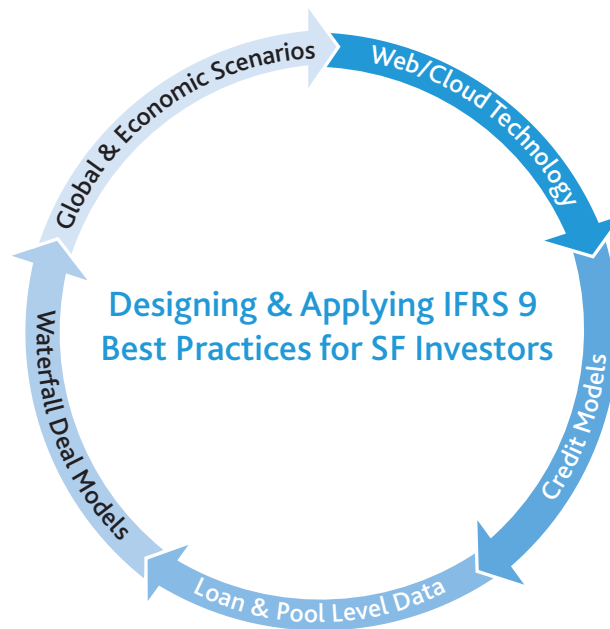 Global & Economic Scenarios
Web/Cloud Technology
Designing & Applying IFRS 9
Best Practices for SF Investors
Credit Models
Loan & Pool Level Data
Waterfall Deal Models